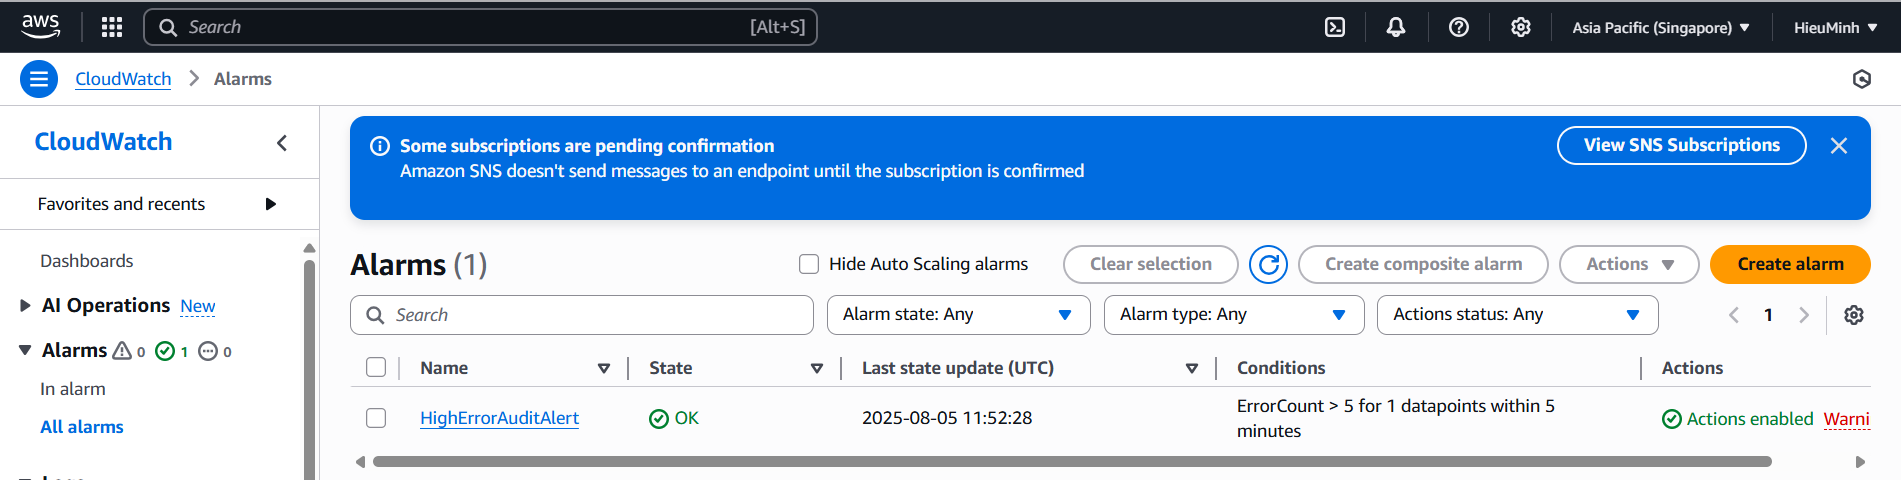 aws
Search [Alt+S]
Asia Pacific (Singapore)
HieuMinh
CloudWatch
Alarms
CloudWatch
Some subscriptions are pending confirmation
Amazon SNS doesn't send messages to an endpoint until the subscription is confirmed
View SNS Subscriptions
Favorites and recents
Dashboards
AI Operations New
Alarms 0 1 0
In alarm
All alarms
Alarms (1)
Hide Auto Scaling alarms
Clear selection
Create composite alarm
Actions
Create alarm
Search
Alarm state: Any
Alarm type: Any
Actions status: Any
1
Name
State
Last state update (UTC)
Conditions
Actions
HighErrorAuditAlert
OK
2025-08-05 11:52:28
ErrorCount > 5 for 1 datapoints within 5
minutes
Actions enabled
Warni